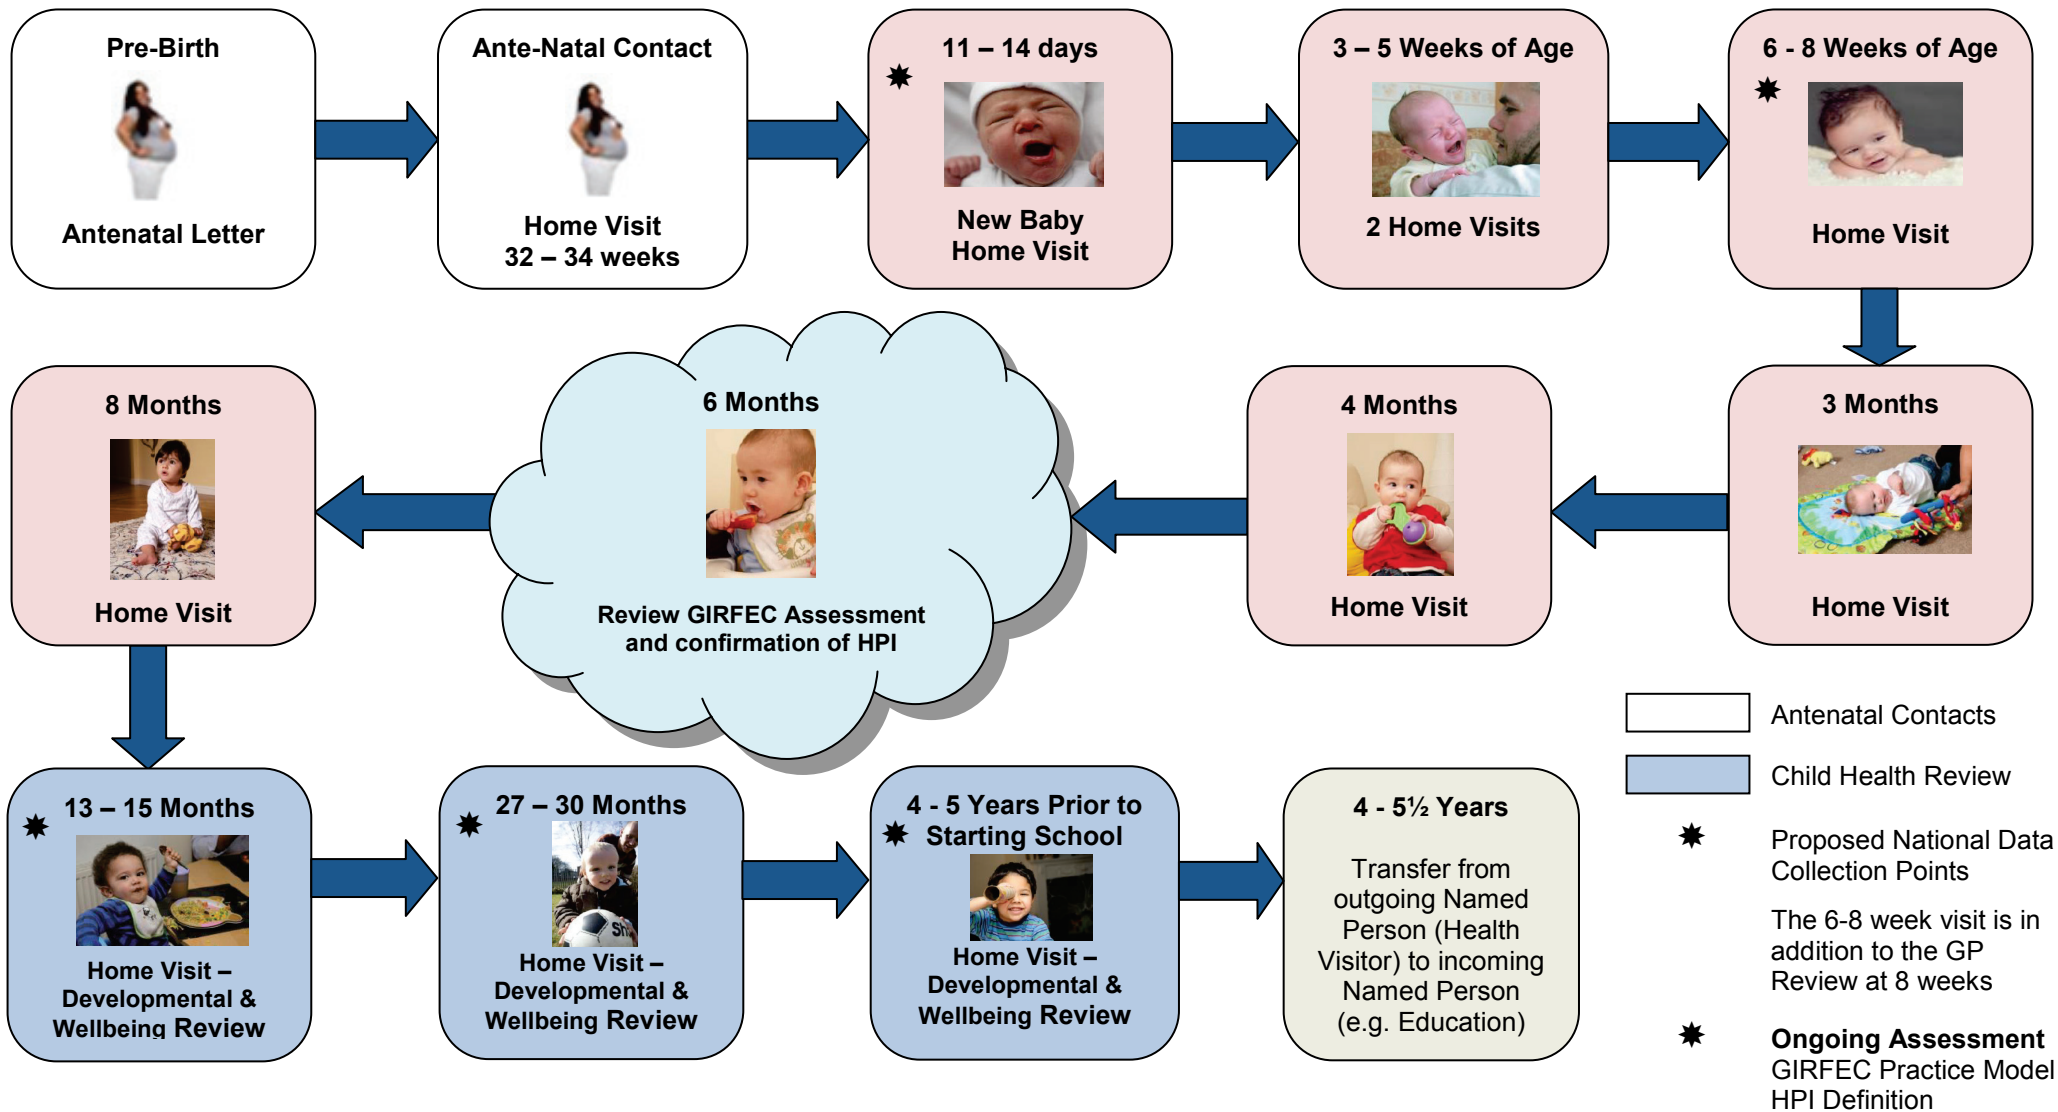 Pre-Birth
Antenatal Letter
Ante-Natal Contact
Home Visit
32 – 34 weeks
11 – 14 days
New Baby
Home Visit
3 – 5 Weeks of Age
2 Home Visits
6 - 8 Weeks of Age
Home Visit
3 Months
Home Visit
4 Months
Home Visit
6 Months
Review GIRFEC Assessment
and confirmation of HPI
8 Months
Home Visit
13 – 15 Months
Home Visit –
Developmental &
Wellbeing Review
27 – 30 Months
Home Visit –
Developmental &
Wellbeing Review
4 - 5 Years Prior to
Starting School
Home Visit –
Developmental &
Wellbeing Review
4 - 5½ Years
Transfer from
outgoing Named
Person (Health
Visitor) to incoming
Named Person
(e.g. Education)
Antenatal Contacts
Child Health Review
Proposed National Data
Collection Points
The 6-8 week visit is in
addition to the GP
Review at 8 weeks
Ongoing Assessment
GIRFEC Practice Model
HPI Definition